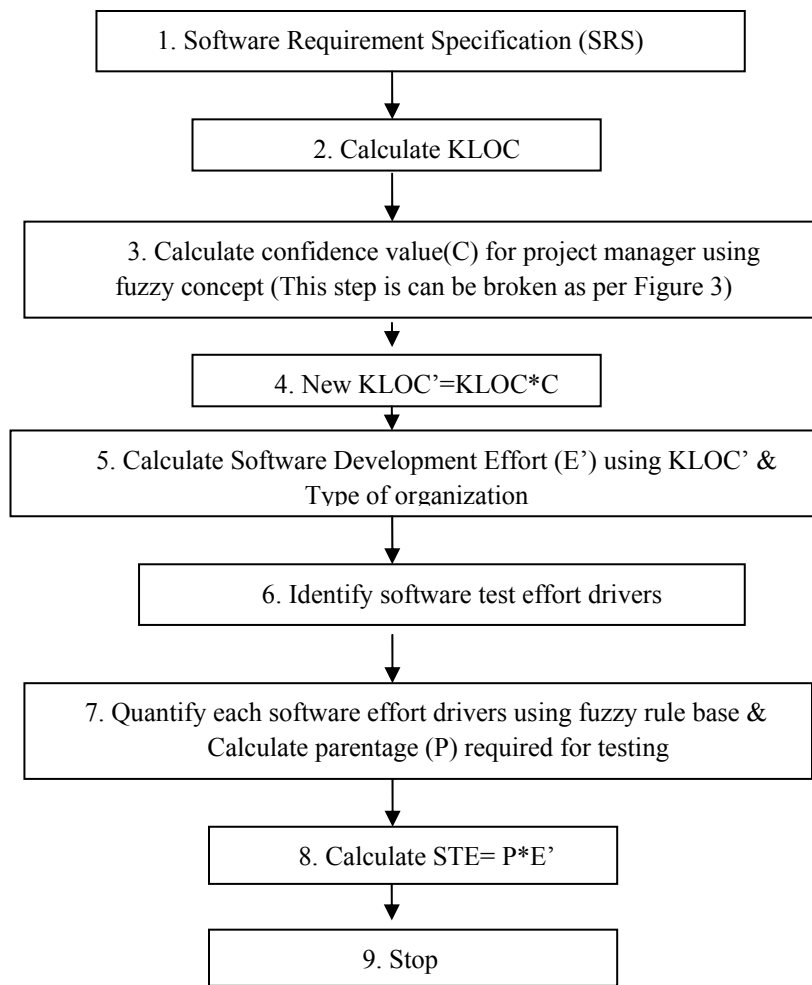 1. Software Requirement Specification (SRS)
2. Calculate KLOC
3. Calculate confidence value(C) for project manager using
fuzzy concept (This step is can be broken as per Figure 3)
4. New KLOC’=KLOC*C
5. Calculate Software Development Effort (E’) using KLOC’ &
Type of organization
6. Identify software test effort drivers
7. Quantify each software effort drivers using fuzzy rule base &
Calculate parentage (P) required for testing
8. Calculate STE= P*E’
9. Stop